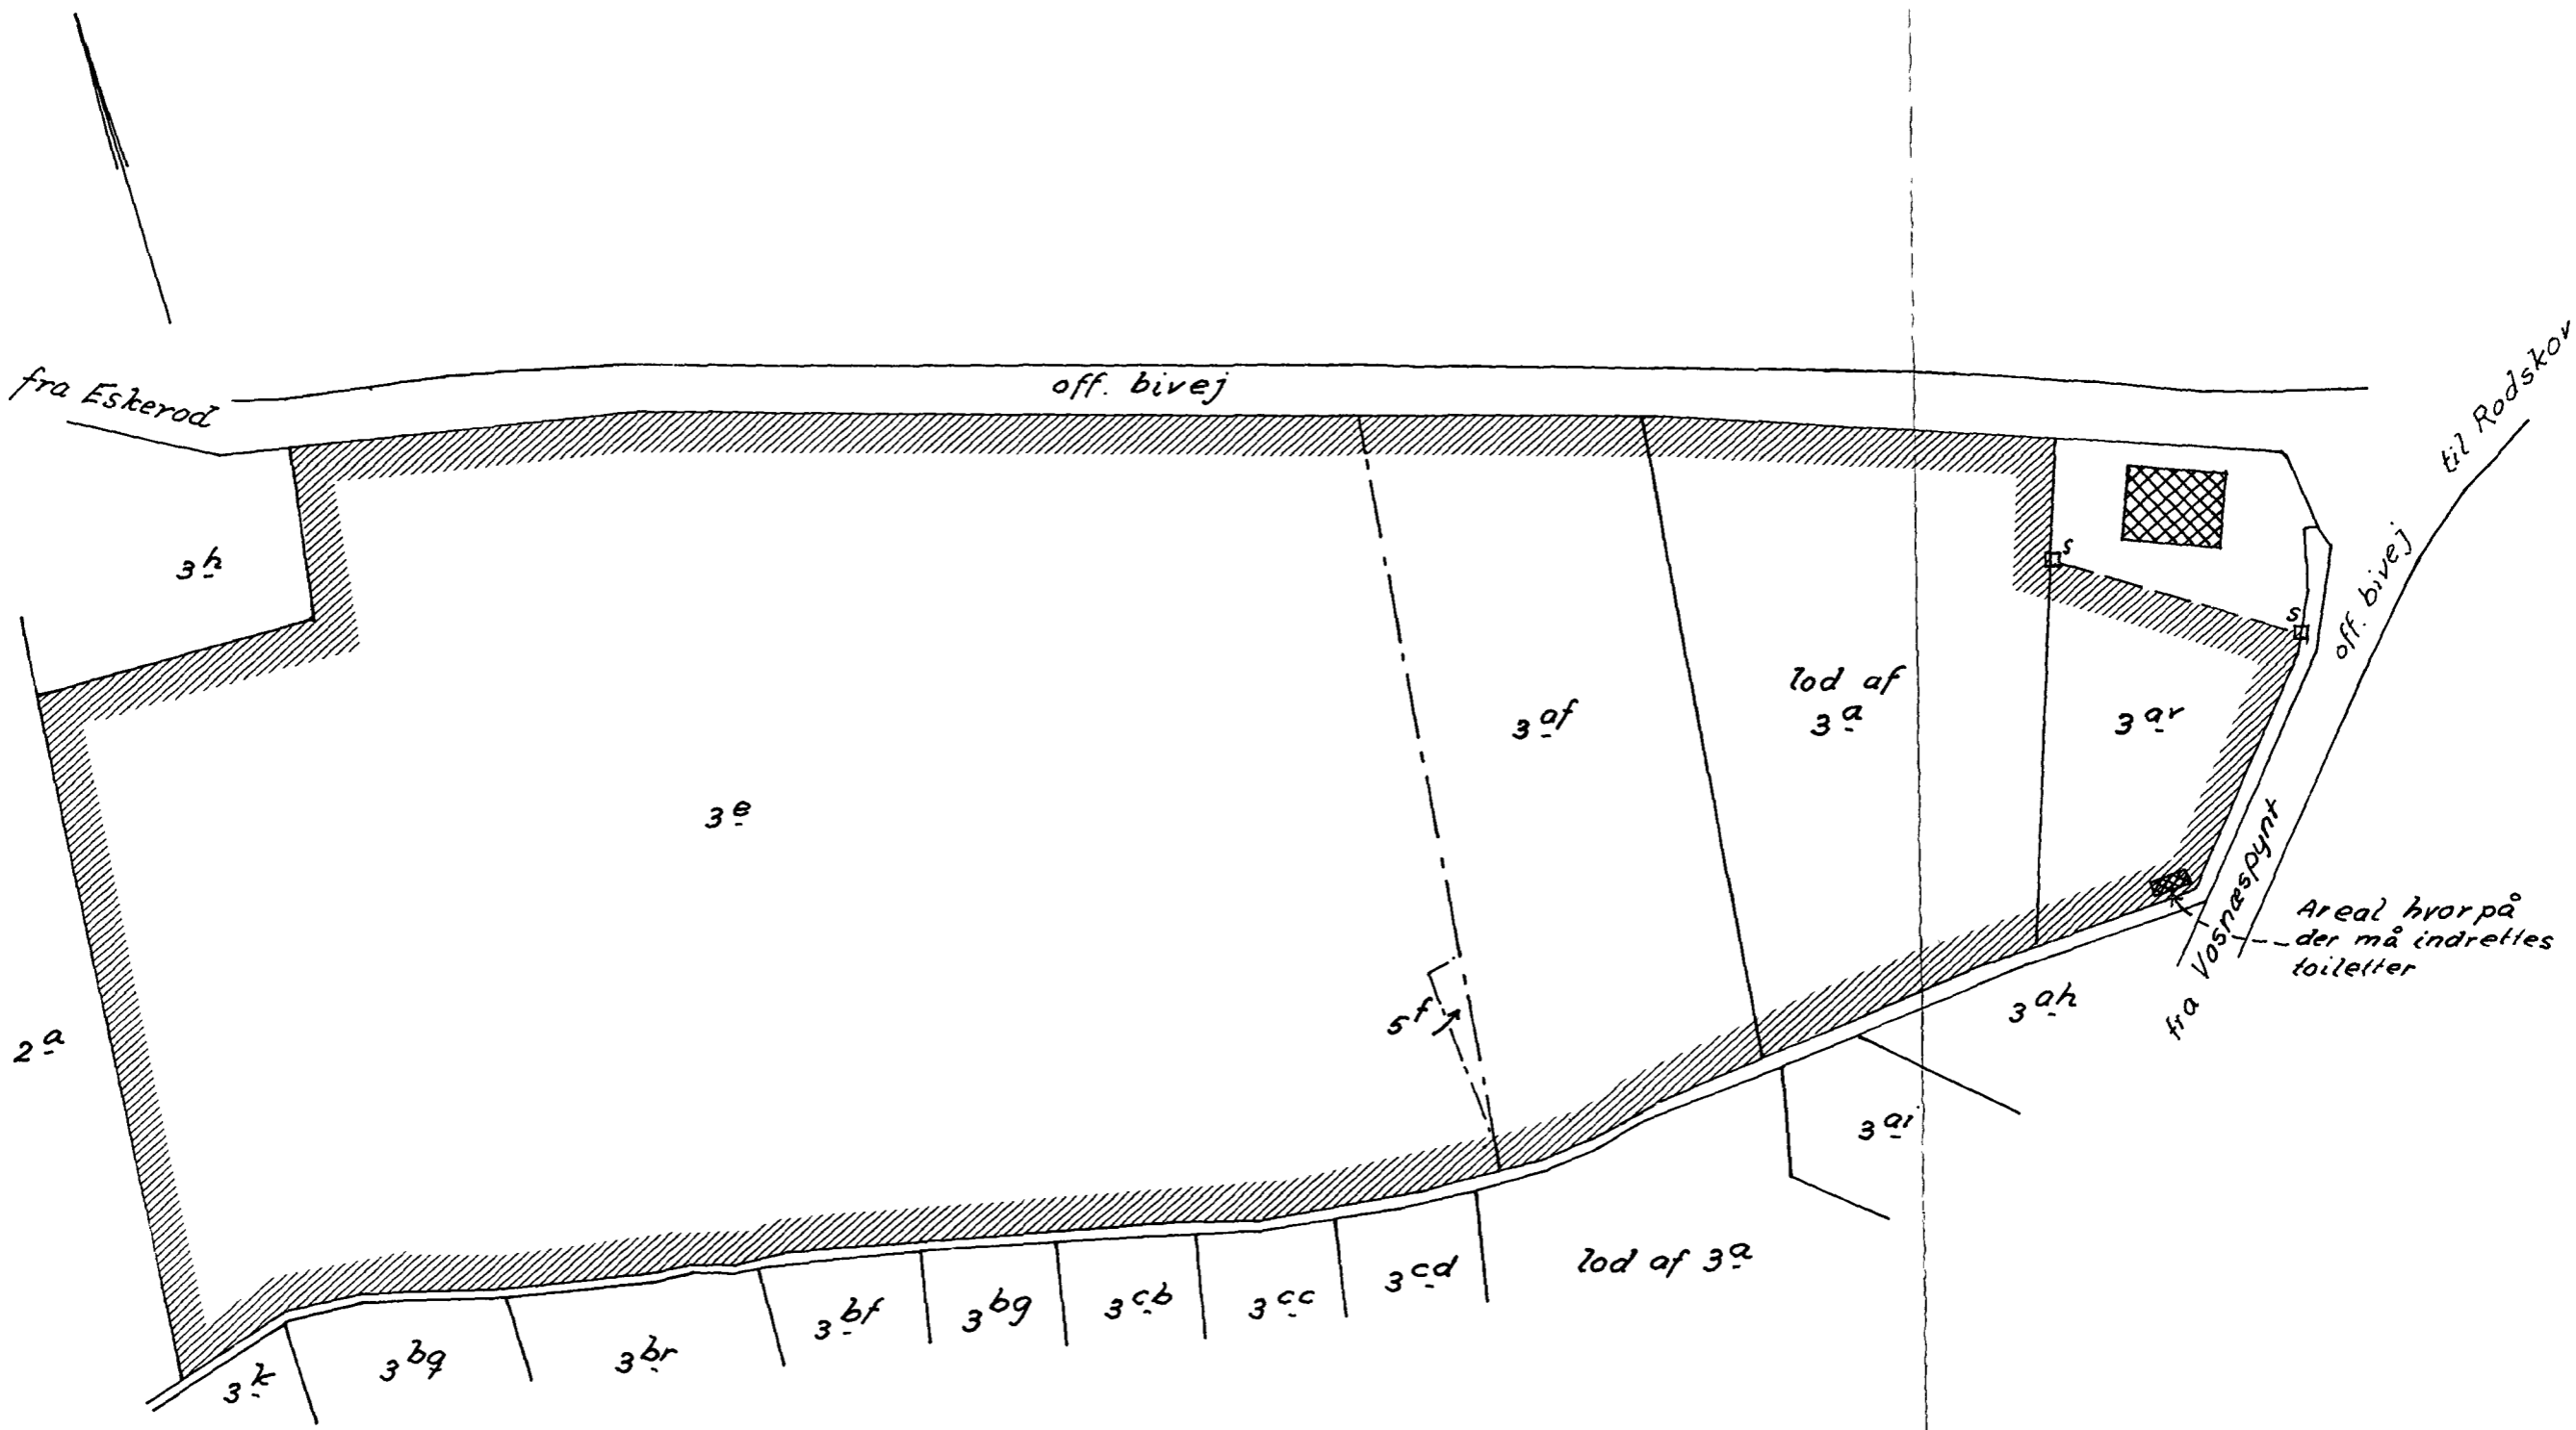 fra Eskerod
off. bivej
til Rodskov
3h
s
s
off. bivej
lod af
3a
3af
3ar
3e
fra Vosnæspynt
Areal hvorpå
der må indrettes
toiletter
5f
2a
3ah
3ai
lod af 3a
3cd
3cc
3cb
3bg
3bf
3br
3bq
3k